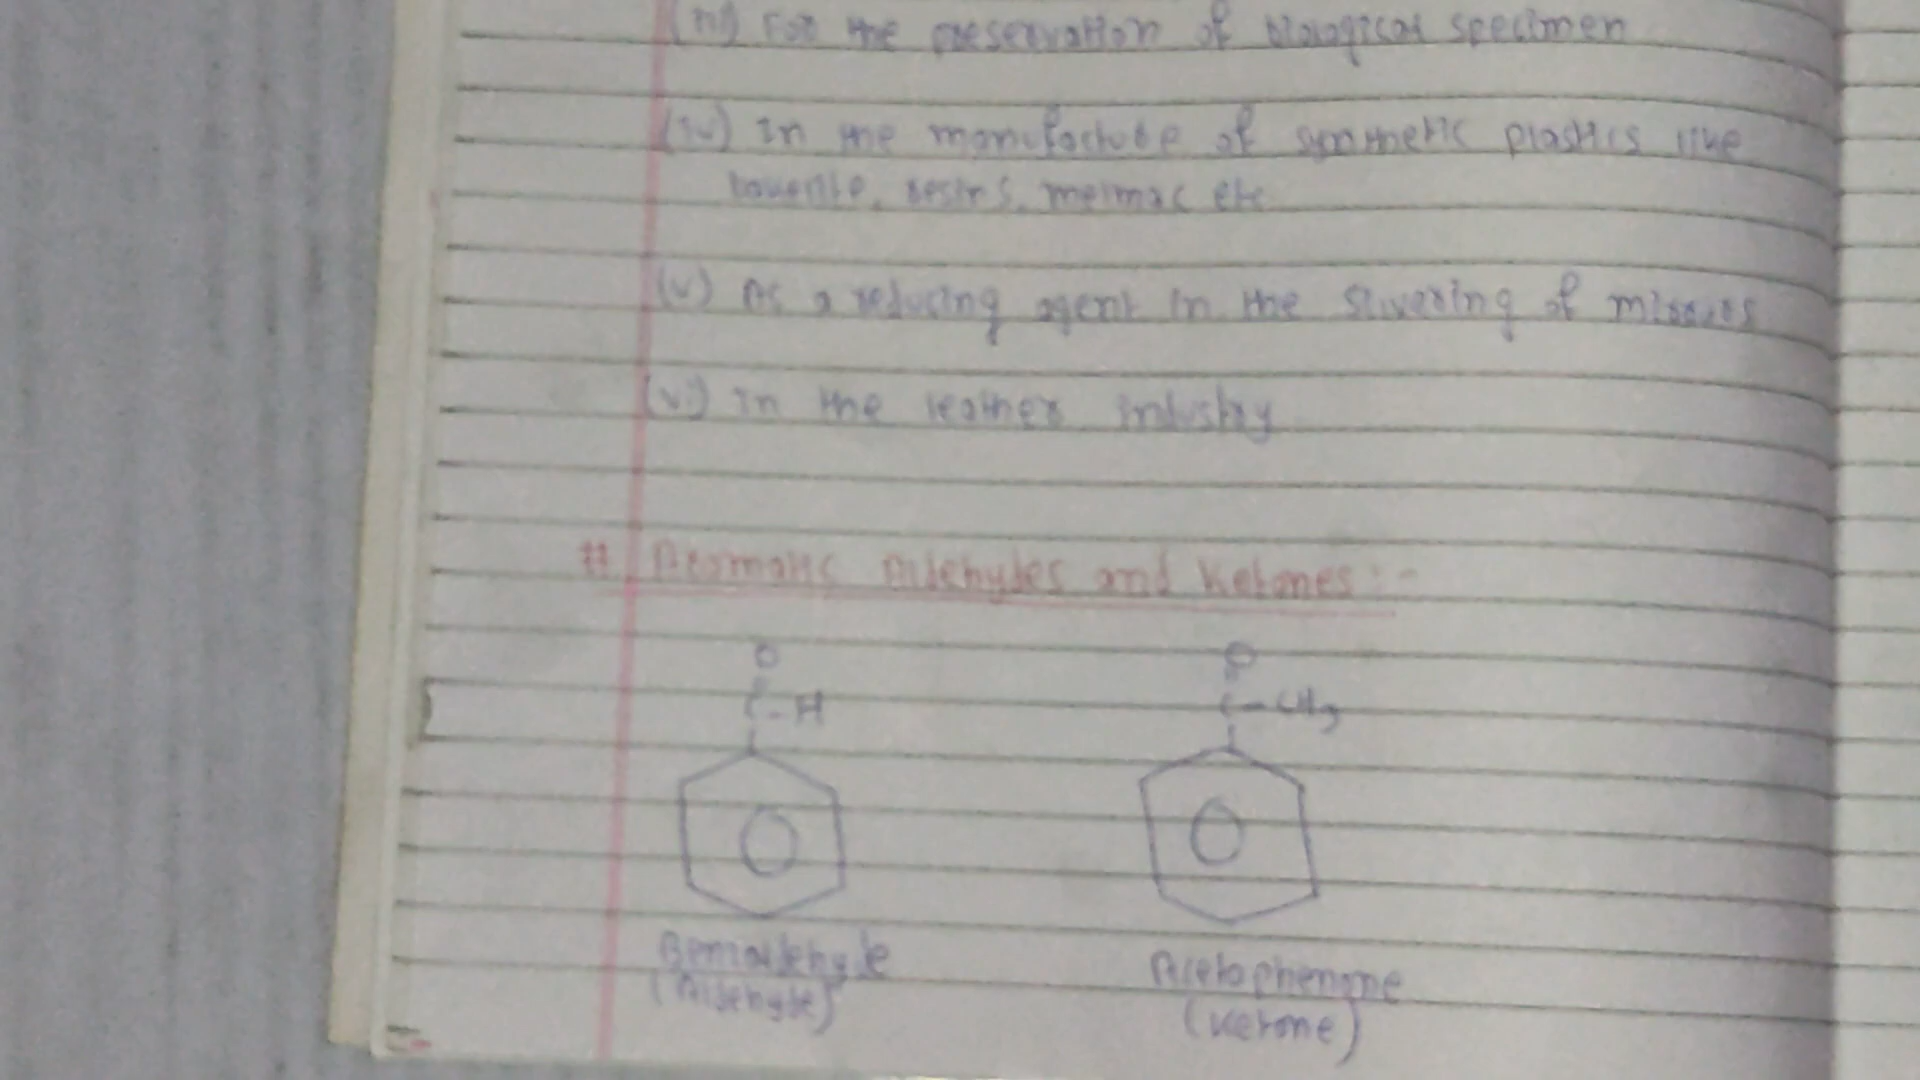 (iii) For the preservation of biological specimen
(iv) In the manufacture of synthetic plastics like
resins, melmac etc
(v) As a reducing agent in the silvering of mirrors
(vi) In the leather industry
# Aromatic Aldehydes and Ketones :-
O O
C-H C-CH3
Benzaldehyde Acetophenone
(Aldehyde) (Ketone)